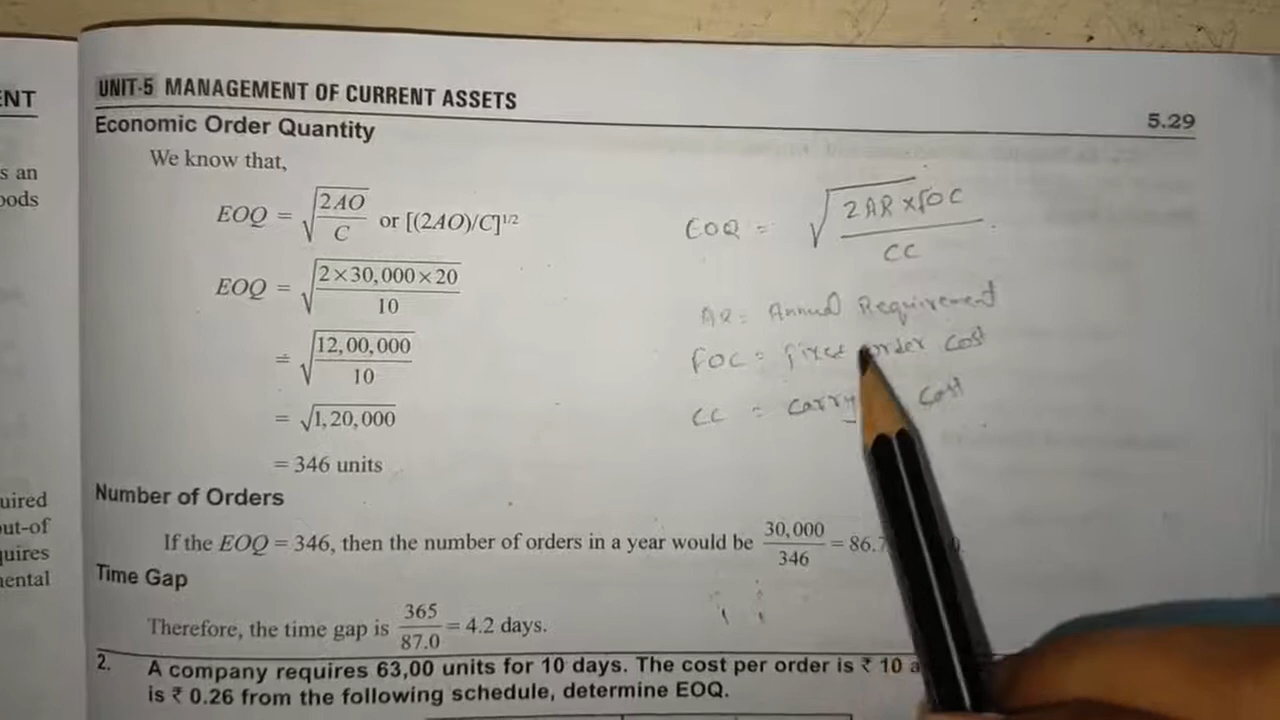 ENT
s an
oods
uired
out-of
quires
mental
UNIT-5 MANAGEMENT OF CURRENT ASSETS
5.29
Economic Order Quantity
We know that,
EOQ = √(2AO/C) or [(2AO)/C]^1/2
EOQ = √(2×30,000×20/10)
= √(12,00,000/10)
= √1,20,000
= 346 units
EOQ = √(2AR×FOC/CC)
AR = Annual Requirement
FOC = fixed order cost
CC = carry cost
Number of Orders
If the EOQ = 346, then the number of orders in a year would be 30,000/346 = 86.7
Time Gap
Therefore, the time gap is 365/87.0 = 4.2 days.
2. A company requires 63,00 units for 10 days. The cost per order is ₹ 10 a
is ₹ 0.26 from the following schedule, determine EOQ.